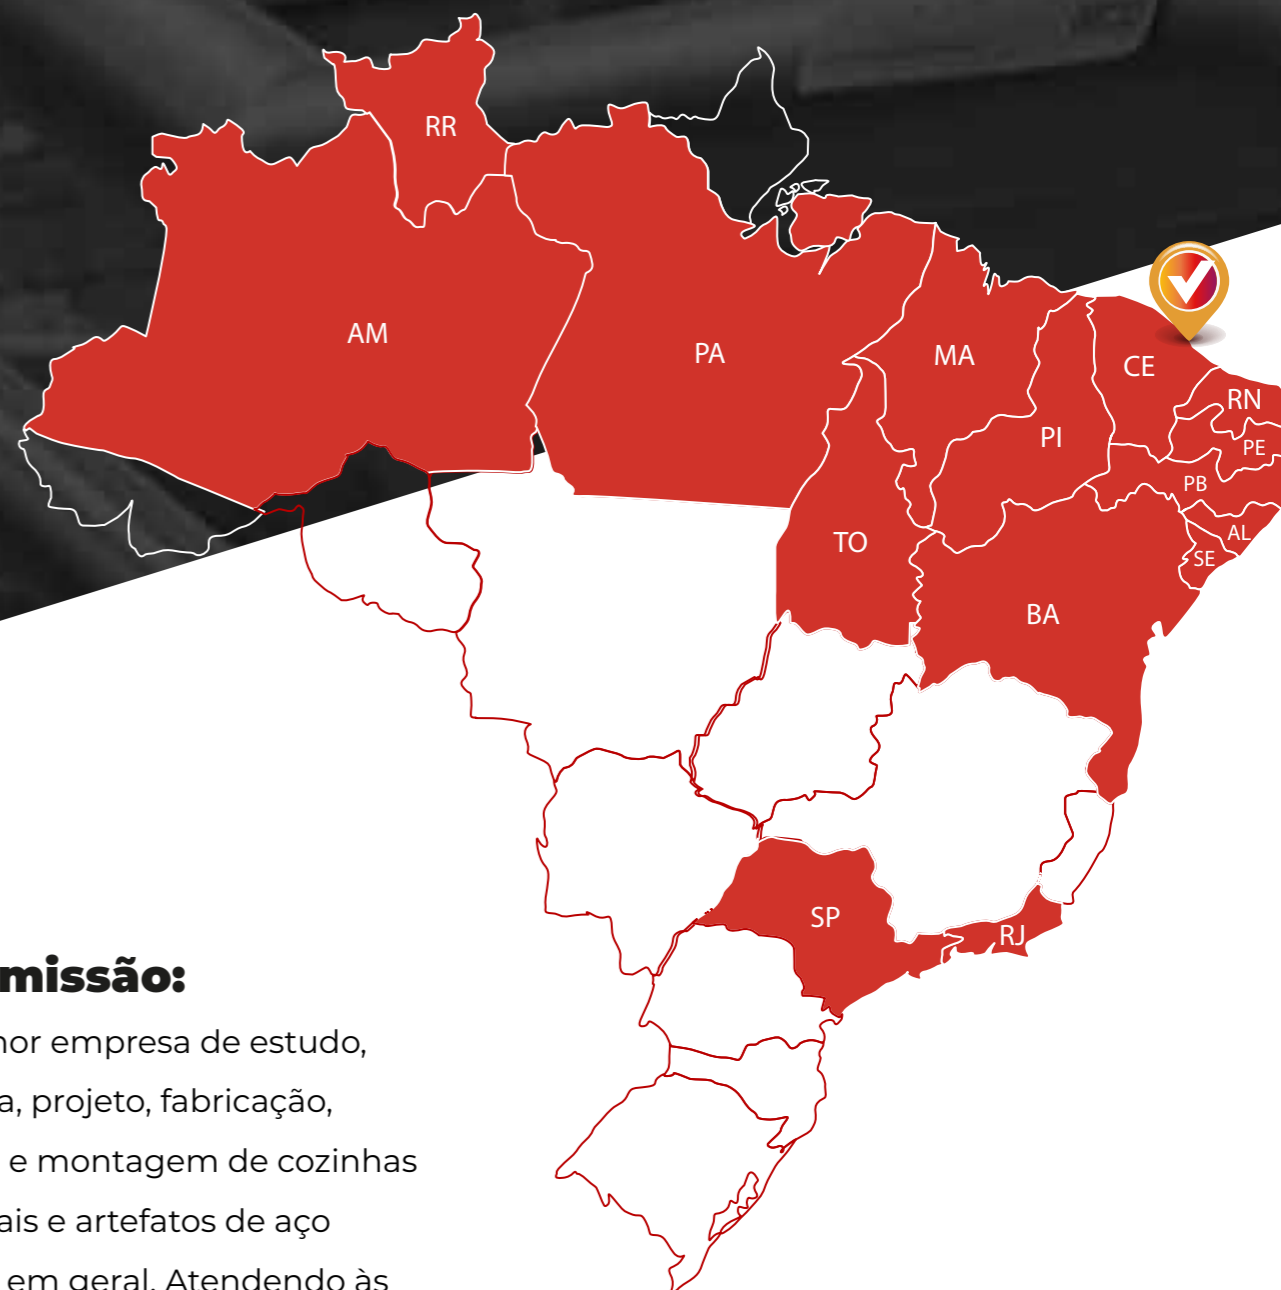 RR
AM
PA
MA
CE
RN
PI
PE
PB
TO
AL
SE
BA
SP
RJ
missão:
nor empresa de estudo,
a, projeto, fabricação,
e montagem de cozinhas
ais e artefatos de aço
em geral. Atendendo às